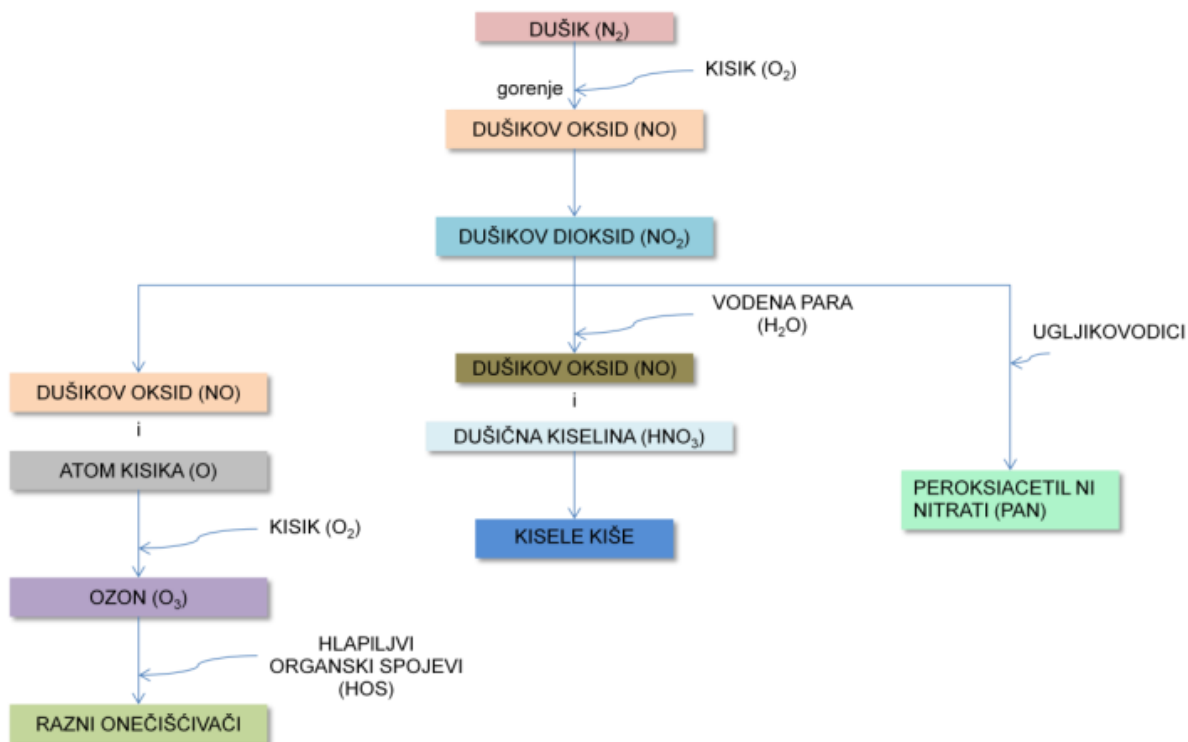 DUŠIK (N₂)
KISIK (O₂)
gorenje
DUŠIKOV OKSID (NO)
DUŠIKOV DIOKSID (NO₂)
VODENA PARA
(H₂O)
UGLJIKOVODICI
DUŠIKOV OKSID (NO)
i
ATOM KISIKA (O)
KISIK (O₂)
OZON (O₃)
HLAPILJVI
ORGANSKI SPOJEVI
(HOS)
RAZNI ONEČIŠĆIVAČI
DUŠIKOV OKSID (NO)
i
DUŠIČNA KISELINA (HNO₃)
KISELE KIŠE
PEROKSIACETIL NI
NITRATI (PAN)